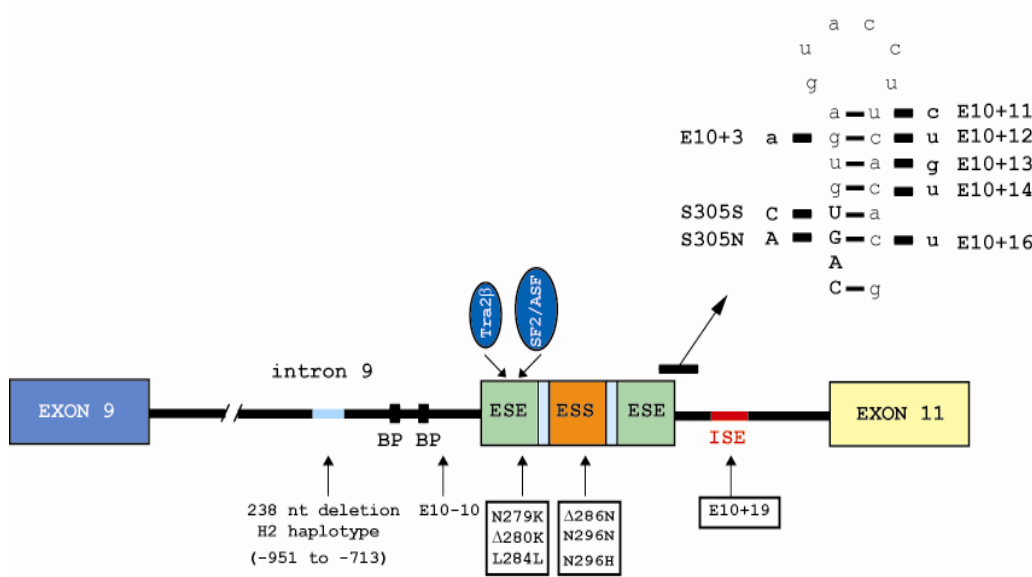 a c
u c
g u
a u c E10+11
E10+3 a g c u E10+12
u a g E10+13
g c u E10+14
S305S C U a
S305N A G c u E10+16
A
C g
Tra2β
SF2/ASF
intron 9
EXON 9
ESE
ESS
ESE
EXON 11
BP
BP
ISE
238 nt deletion
H2 haplotype
(-951 to -713)
E10-10
N279K
Δ280K
L284L
Δ286N
N296N
N296H
E10+19